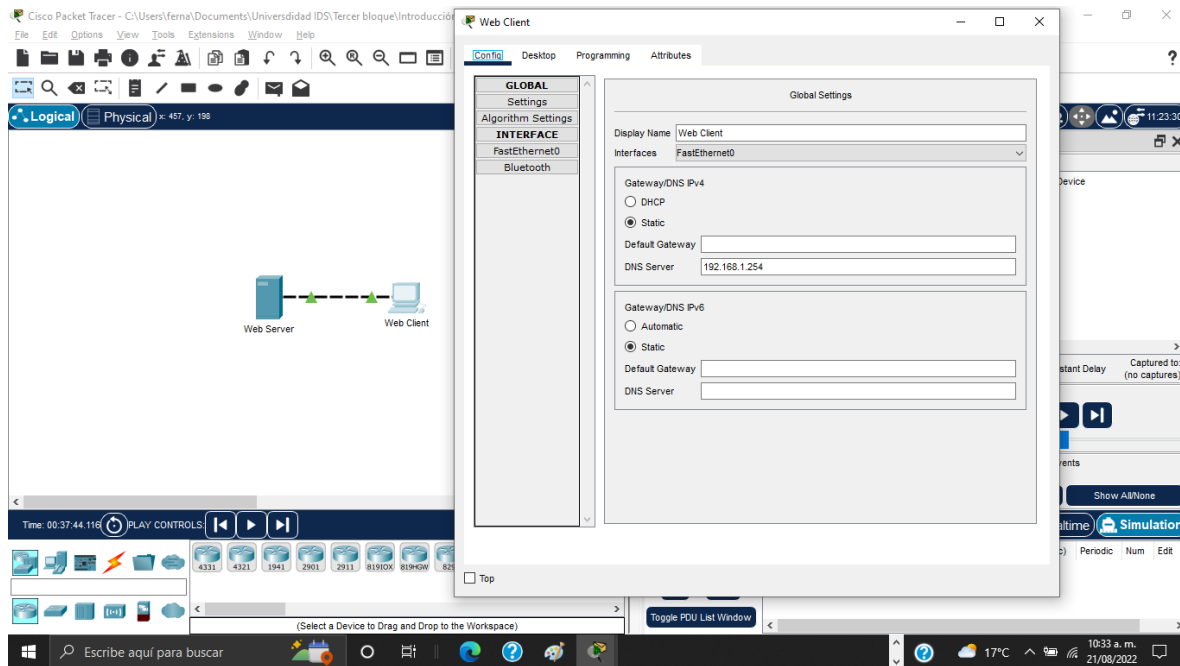 Cisco Packet Tracer - C:\Users\ferna\Documents\Universdidad IDS\Tercer bloque\Introducció
File Edit Options View Tools Extensions Window Help
Logical Physical x: 457, y: 198
Web Server
Web Client
Time: 00:37:44.116 PLAY CONTROLS:
4331 4321 1941 2901 2911 819IOX 819HGW 829
(Select a Device to Drag and Drop to the Workspace)
Web Client
Config Desktop Programming Attributes
GLOBAL
Settings
Algorithm Settings
INTERFACE
FastEthernet0
Bluetooth
Global Settings
Display Name Web Client
Interfaces FastEthernet0
Gateway/DNS IPv4
DHCP
Static
Default Gateway
DNS Server 192.168.1.254
Gateway/DNS IPv6
Automatic
Static
Default Gateway
DNS Server
Top
?
11:23:30
Device
stant Delay
Captured to:
(no captures)
Show All/None
Simulation
Periodic Num Edit
Toggle PDU List Window
Escribe aquí para buscar
17°C
10:33 a. m.
21/08/2022